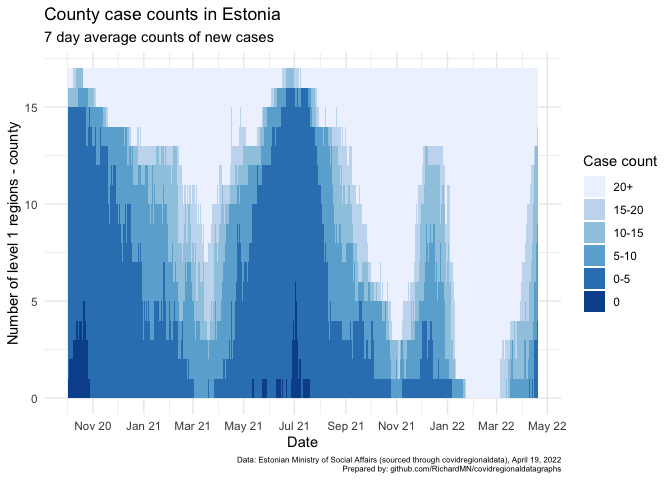 County case counts in Estonia
7 day average counts of new cases
Number of level 1 regions - county
15
10
5
0
Nov 20 Jan 21 Mar 21 May 21 Jul 21 Sep 21 Nov 21 Jan 22 Mar 22 May 22
Date
Case count
20+
15-20
10-15
5-10
0-5
0
Data: Estonian Ministry of Social Affairs (sourced through covidregionaldata), April 19, 2022
Prepared by: github.com/RichardMN/covidregionaldatagraphs